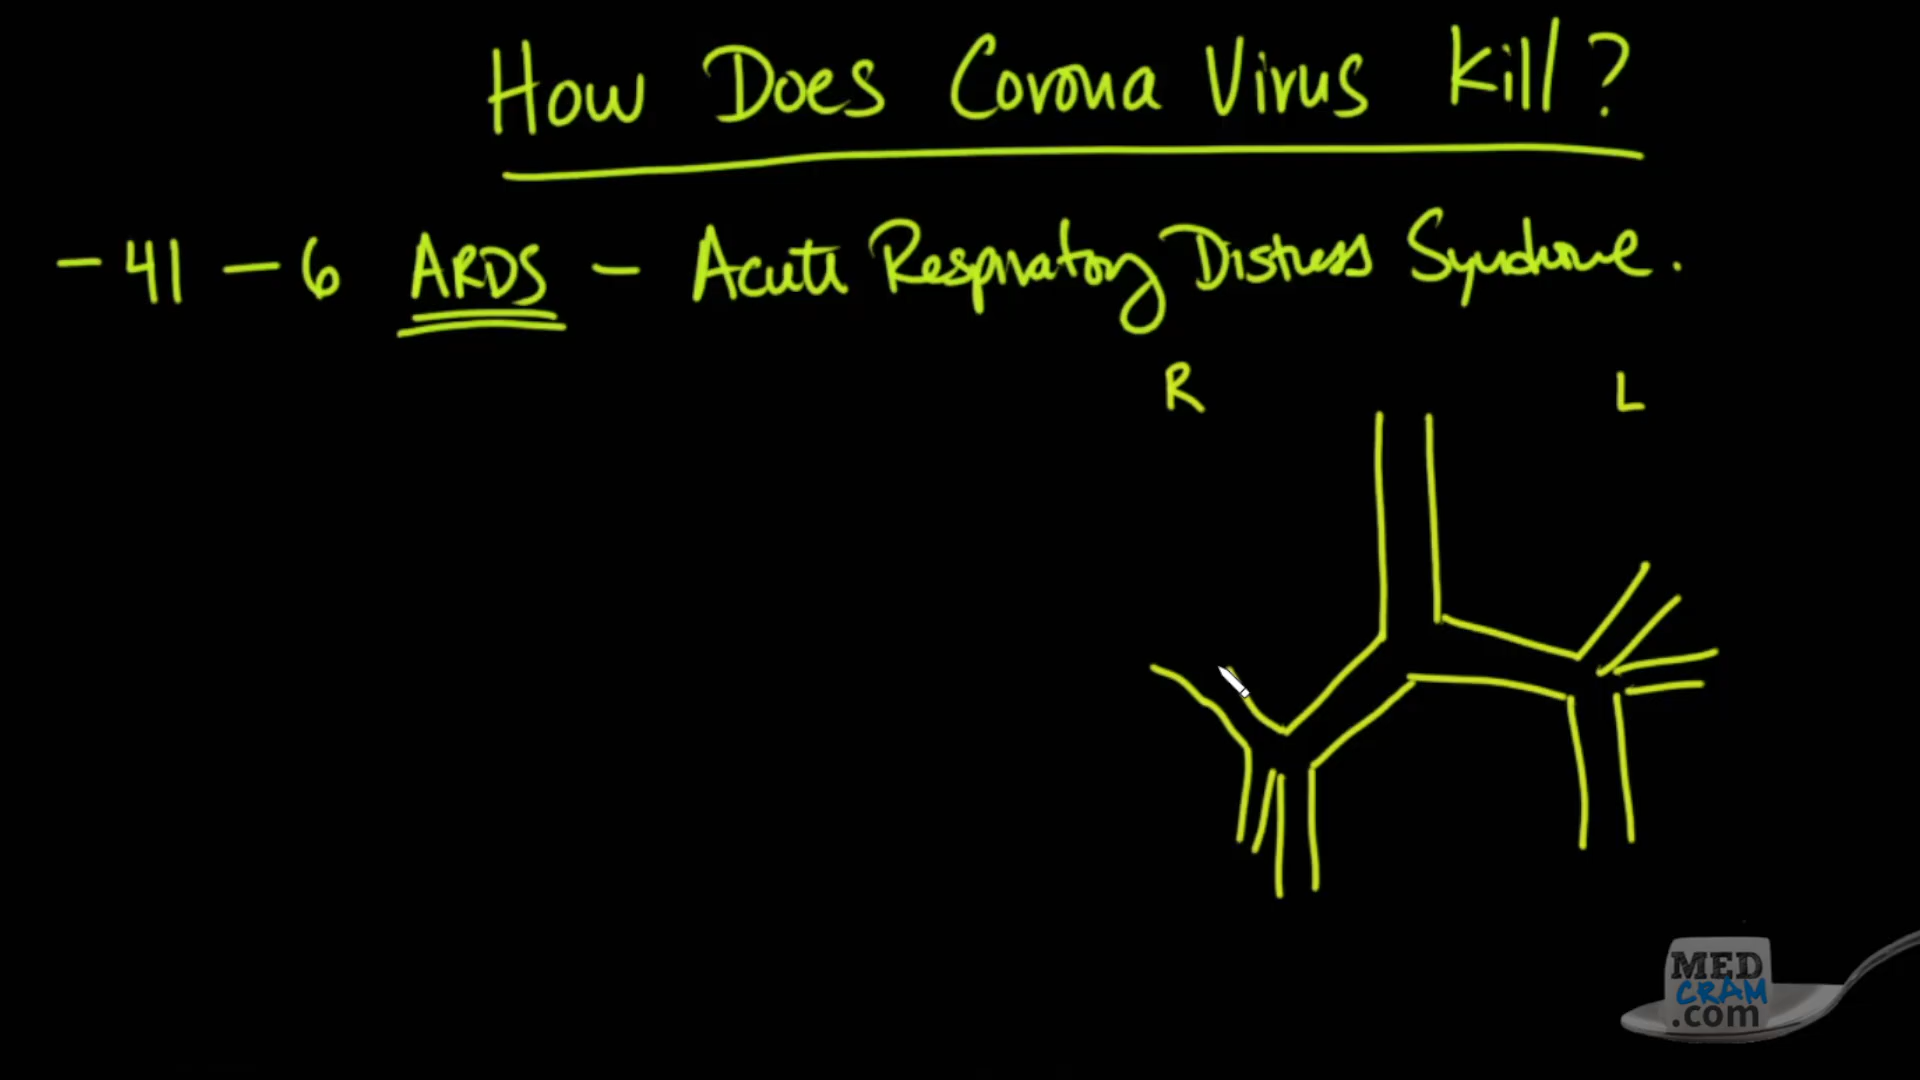 How Does Corona Virus Kill?
- 41 - 6 ARDS - Acute Respiratory Distress Syndrome.
R L
MED
CRAM
.com